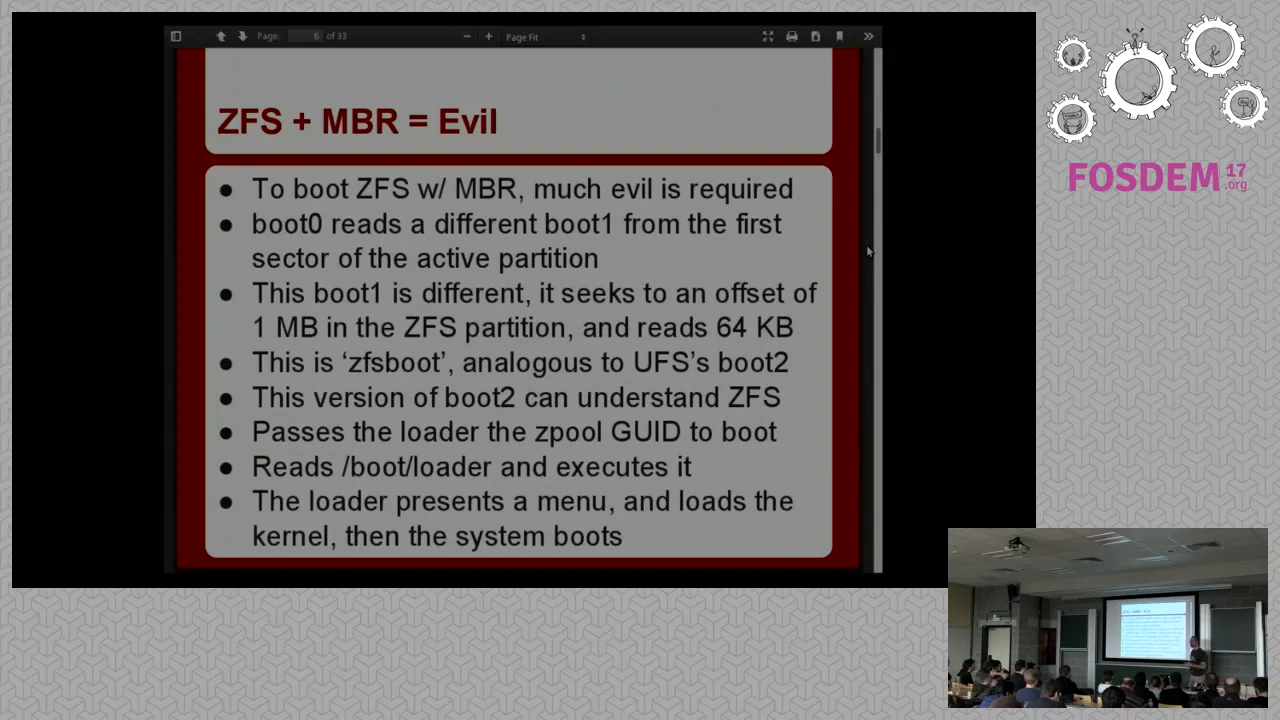 Page: 6 of 33
Page Fit
ZFS + MBR = Evil
● To boot ZFS w/ MBR, much evil is required
● boot0 reads a different boot1 from the first
sector of the active partition
● This boot1 is different, it seeks to an offset of
1 MB in the ZFS partition, and reads 64 KB
● This is ‘zfsboot’, analogous to UFS’s boot2
● This version of boot2 can understand ZFS
● Passes the loader the zpool GUID to boot
● Reads /boot/loader and executes it
● The loader presents a menu, and loads the
kernel, then the system boots
FOSDEM 17
.org